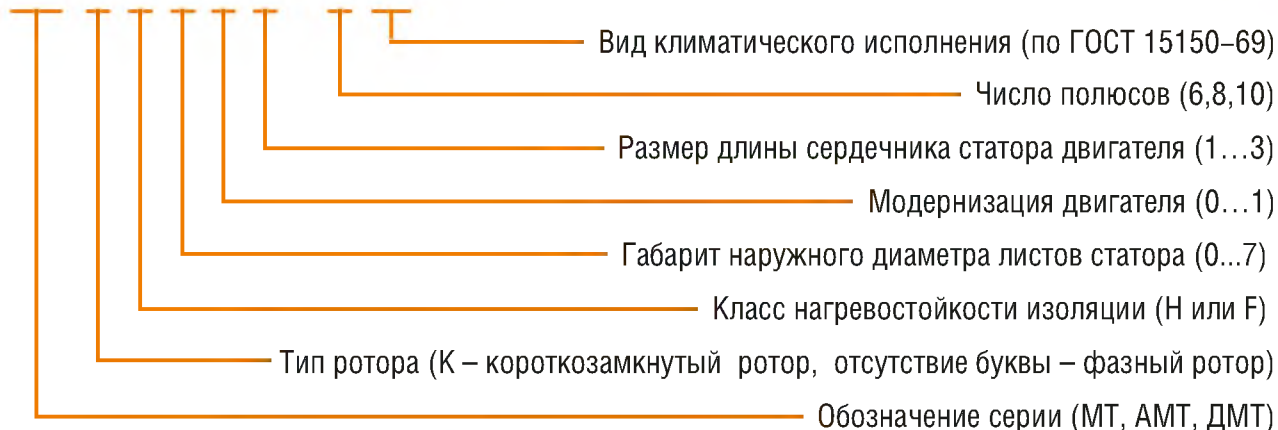 Вид климатического исполнения (по ГОСТ 15150–69)
Число полюсов (6,8,10)
Размер длины сердечника статора двигателя (1...3)
Модернизация двигателя (0...1)
Габарит наружного диаметра листов статора (0...7)
Класс нагревостойкости изоляции (Н или F)
Тип ротора (К – короткозамкнутый ротор, отсутствие буквы – фазный ротор)
Обозначение серии (МТ, АМТ, ДМТ)